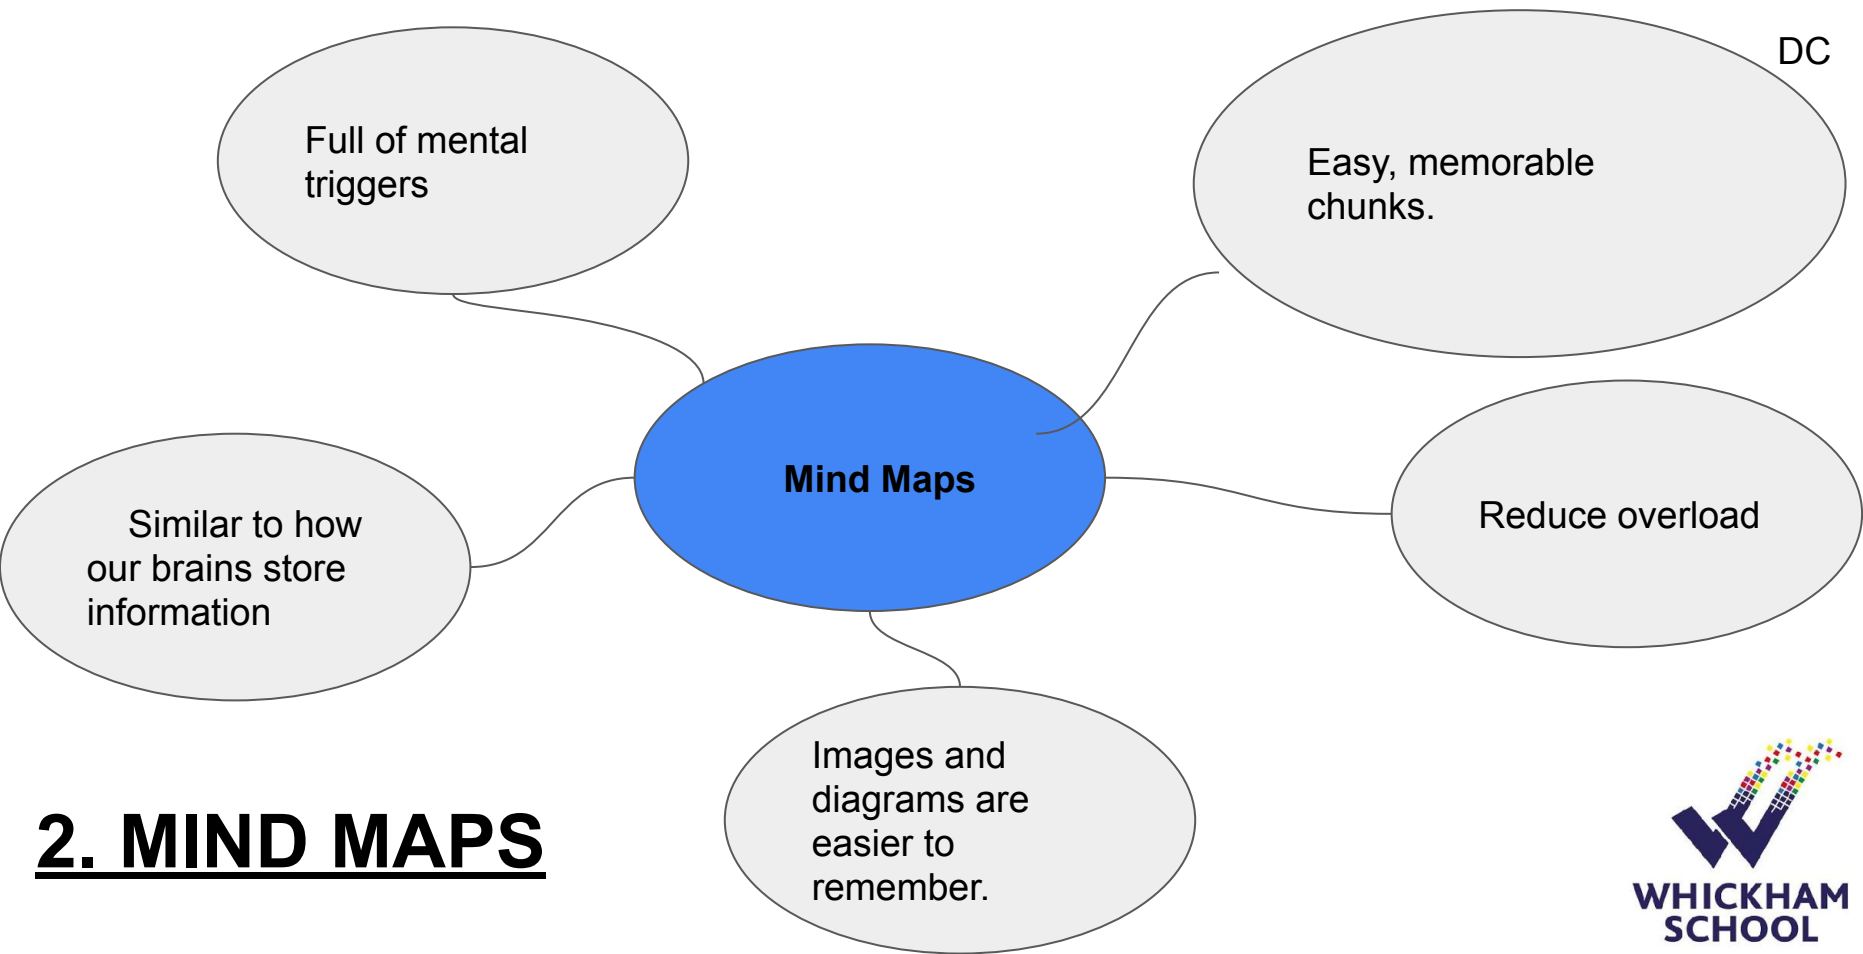 DC
Full of mental
triggers
Easy, memorable
chunks.
Mind Maps
Reduce overload
Similar to how
our brains store
information
Images and
diagrams are
easier to
remember.
2. MIND MAPS
WHICKHAM
SCHOOL